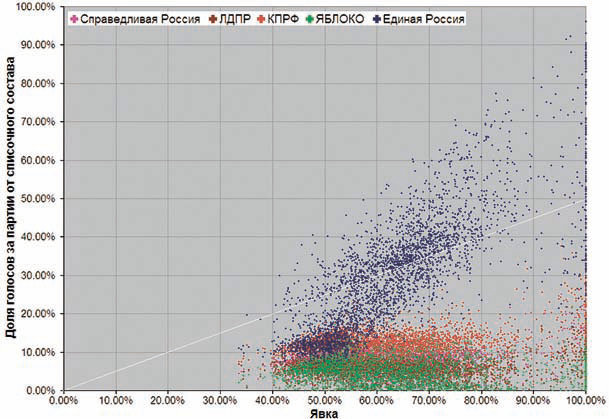 Справедливая Россия ЛДПР КПРФ ЯБЛОКО Единая Россия
Доля голосов за партии от списочного состава
100.00%
90.00%
80.00%
70.00%
60.00%
50.00%
40.00%
30.00%
20.00%
10.00%
0.00%
0.00% 10.00% 20.00% 30.00% 40.00% 50.00% 60.00% 70.00% 80.00% 90.00% 100.00%
Явка